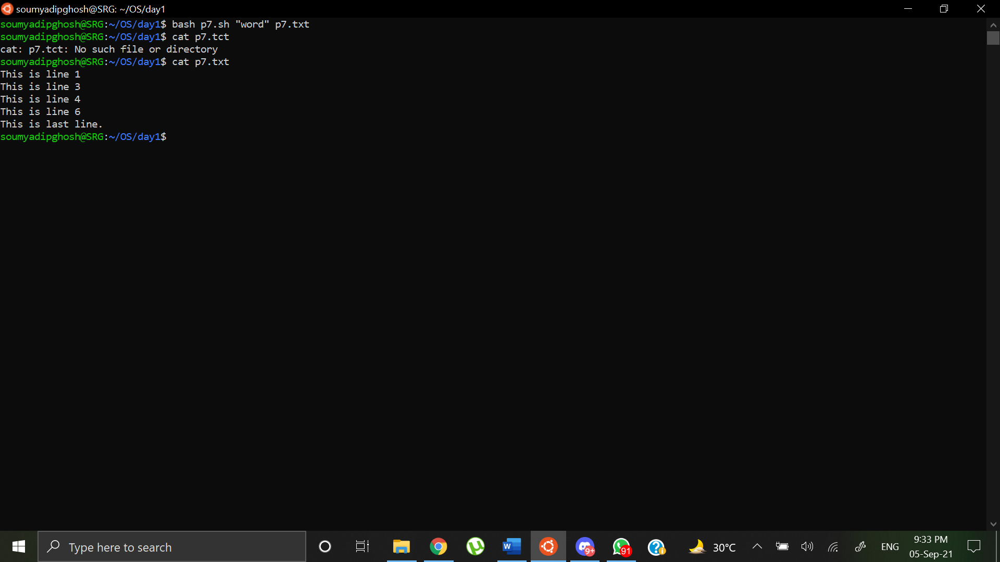 soumyadipghosh@SRG: ~/OS/day1
soumyadipghosh@SRG:~/OS/day1$ bash p7.sh "word" p7.txt
soumyadipghosh@SRG:~/OS/day1$ cat p7.tct
cat: p7.tct: No such file or directory
soumyadipghosh@SRG:~/OS/day1$ cat p7.txt
This is line 1
This is line 3
This is line 4
This is line 6
This is last line.
soumyadipghosh@SRG:~/OS/day1$
Type here to search
W
9+
91
30°C
ENG
9:33 PM
05-Sep-21